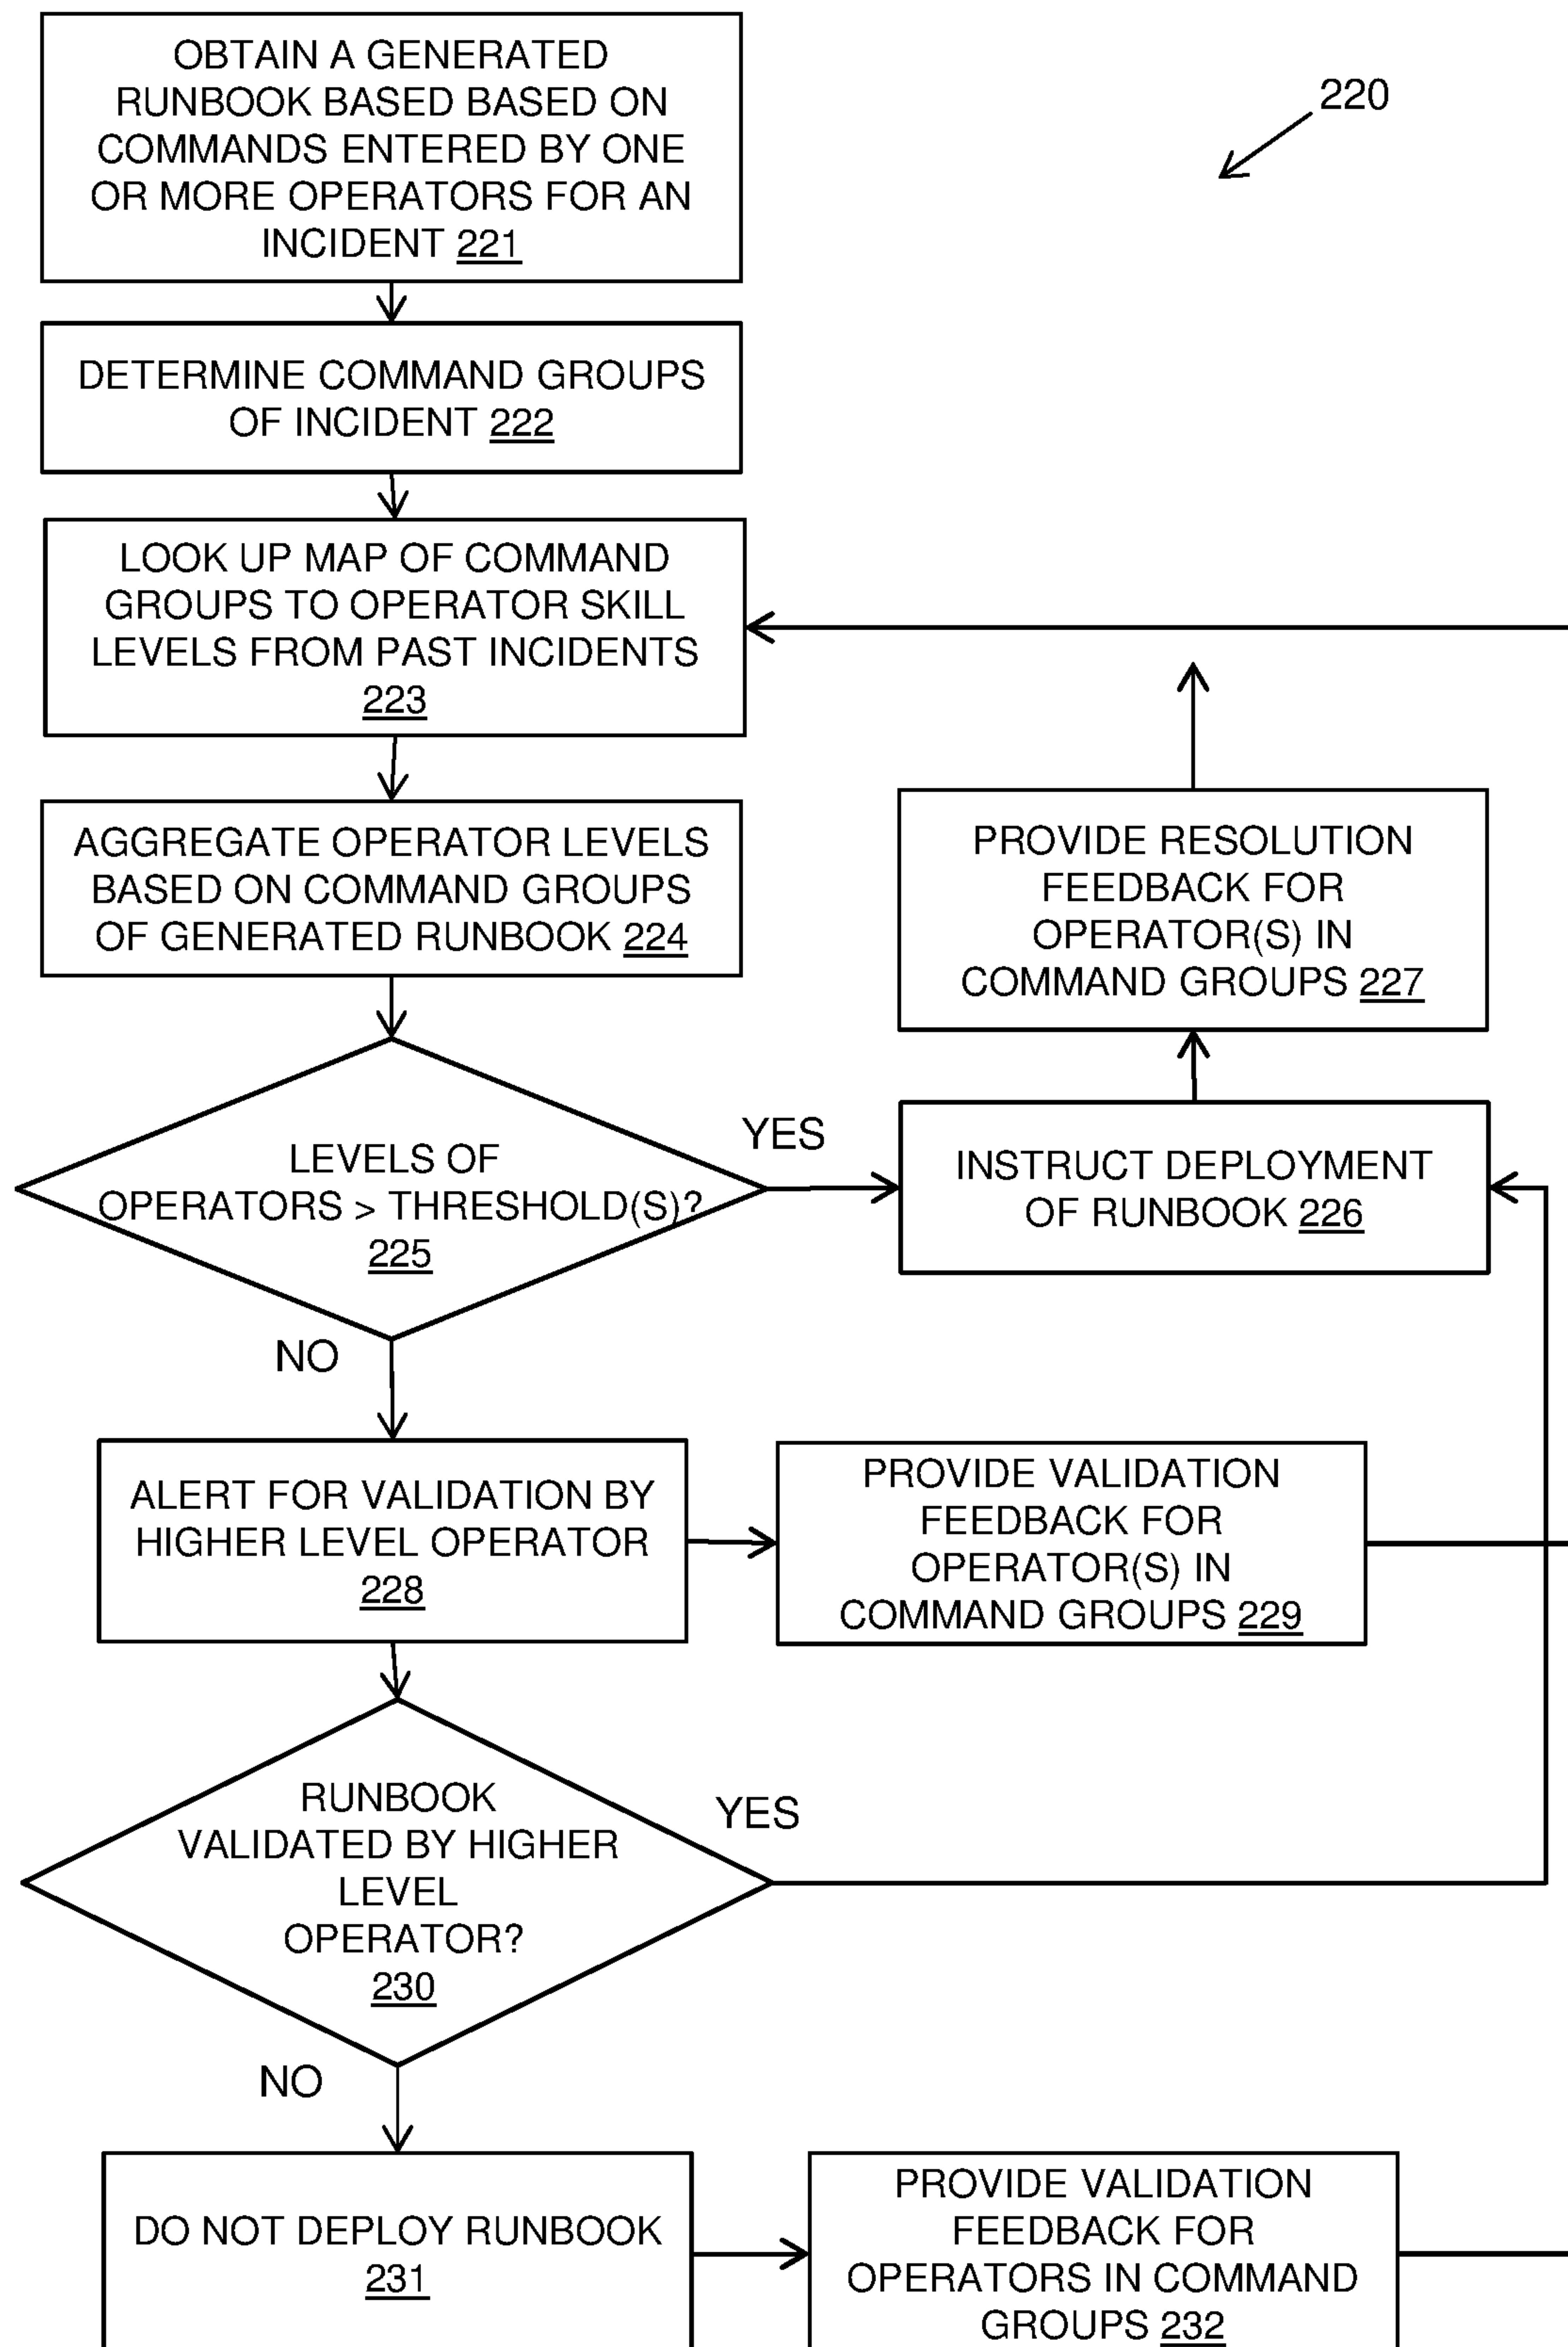 OBTAIN A GENERATED
RUNBOOK BASED BASED ON
COMMANDS ENTERED BY ONE
OR MORE OPERATORS FOR AN
INCIDENT 221
220
DETERMINE COMMAND GROUPS
OF INCIDENT 222
LOOK UP MAP OF COMMAND
GROUPS TO OPERATOR SKILL
LEVELS FROM PAST INCIDENTS
223
AGGREGATE OPERATOR LEVELS
BASED ON COMMAND GROUPS
OF GENERATED RUNBOOK 224
PROVIDE RESOLUTION
FEEDBACK FOR
OPERATOR(S) IN
COMMAND GROUPS 227
LEVELS OF
OPERATORS > THRESHOLD(S)?
225
YES
INSTRUCT DEPLOYMENT
OF RUNBOOK 226
NO
ALERT FOR VALIDATION BY
HIGHER LEVEL OPERATOR
228
PROVIDE VALIDATION
FEEDBACK FOR
OPERATOR(S) IN
COMMAND GROUPS 229
RUNBOOK
VALIDATED BY HIGHER
LEVEL
OPERATOR?
230
YES
NO
DO NOT DEPLOY RUNBOOK
231
PROVIDE VALIDATION
FEEDBACK FOR
OPERATORS IN COMMAND
GROUPS 232